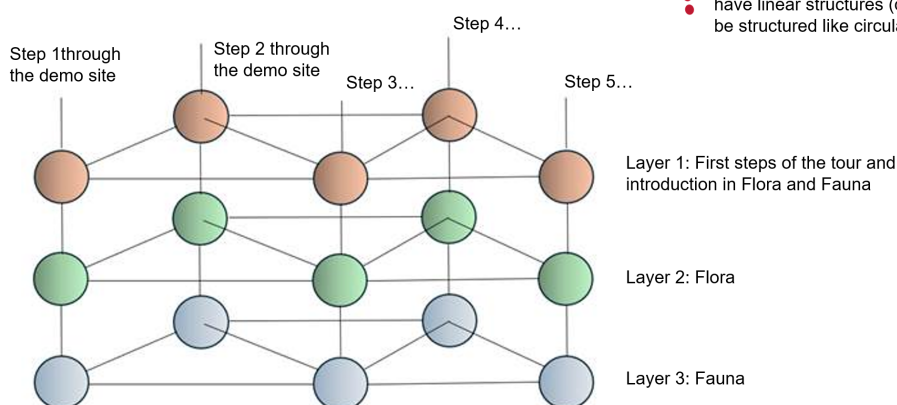 have linear structures (
be structured like circul
Step 4…
Step 1through
the demo site
Step 2 through
the demo site
Step 3…
Step 5…
Layer 1: First steps of the tour and
introduction in Flora and Fauna
Layer 2: Flora
Layer 3: Fauna